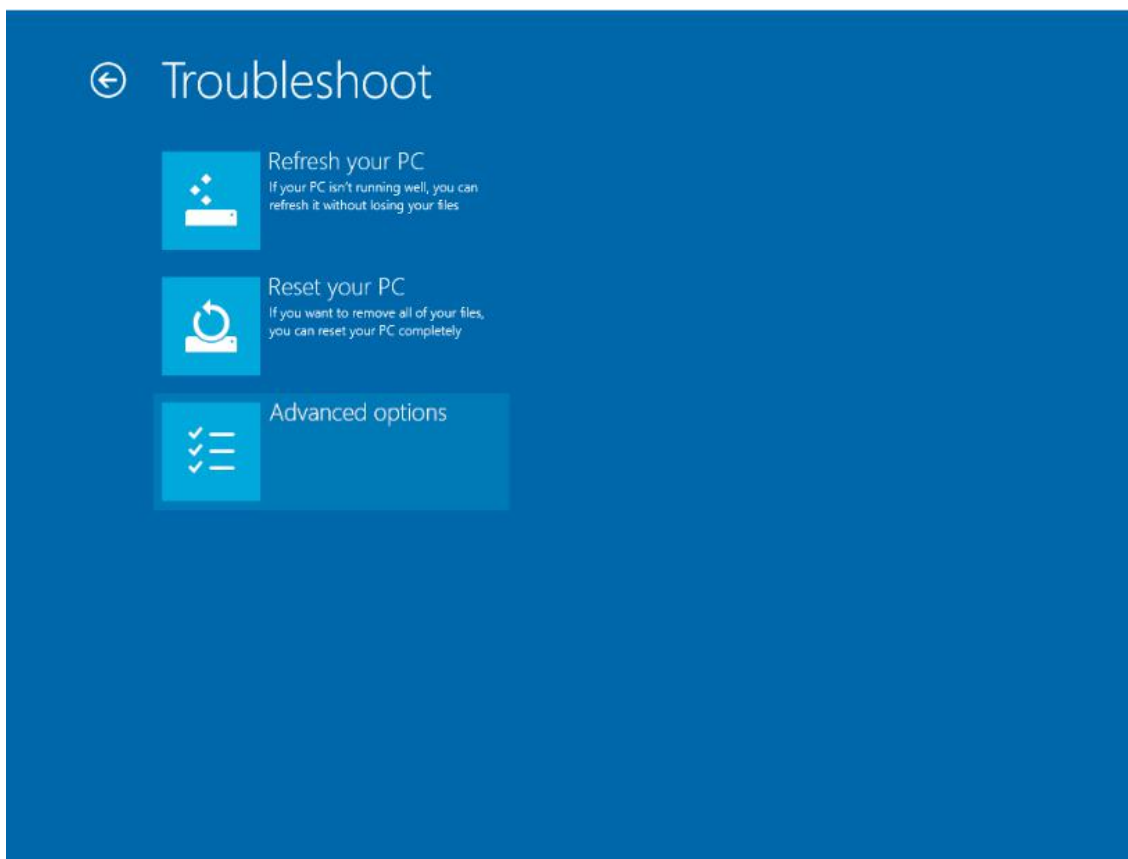 Troubleshoot
Refresh your PC
If your PC isn't running well, you can
refresh it without losing your files
Reset your PC
If you want to remove all of your files,
you can reset your PC completely
Advanced options